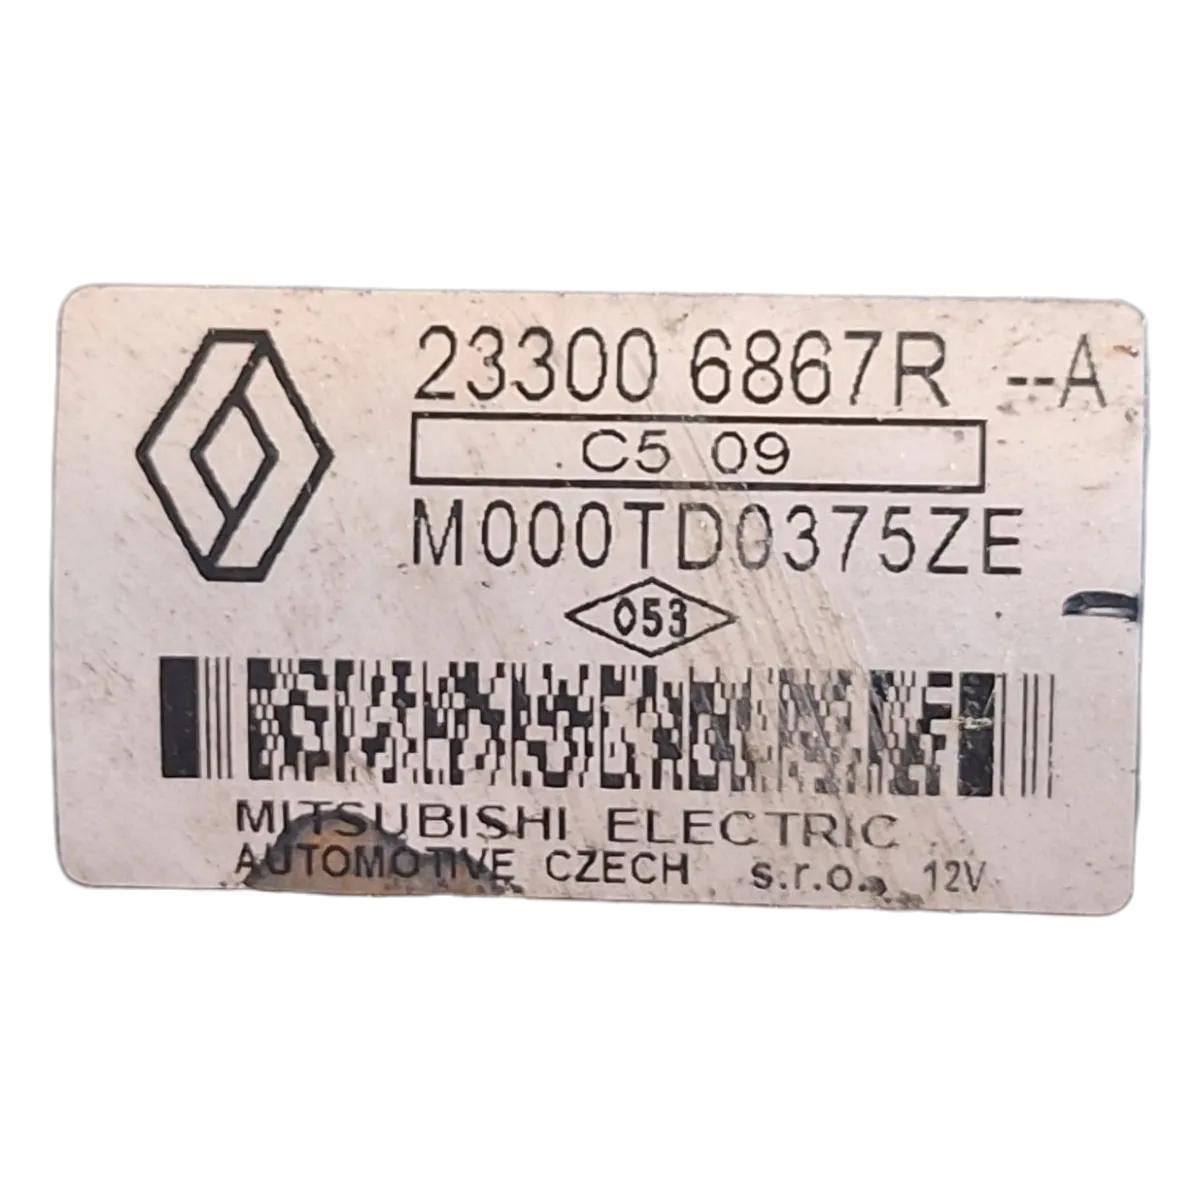 23300 6867R --A
C5 09
M000TD0375ZE
053
MITSUBISHI ELECTRIC
AUTOMOTIVE CZECH s.r.o. 12V